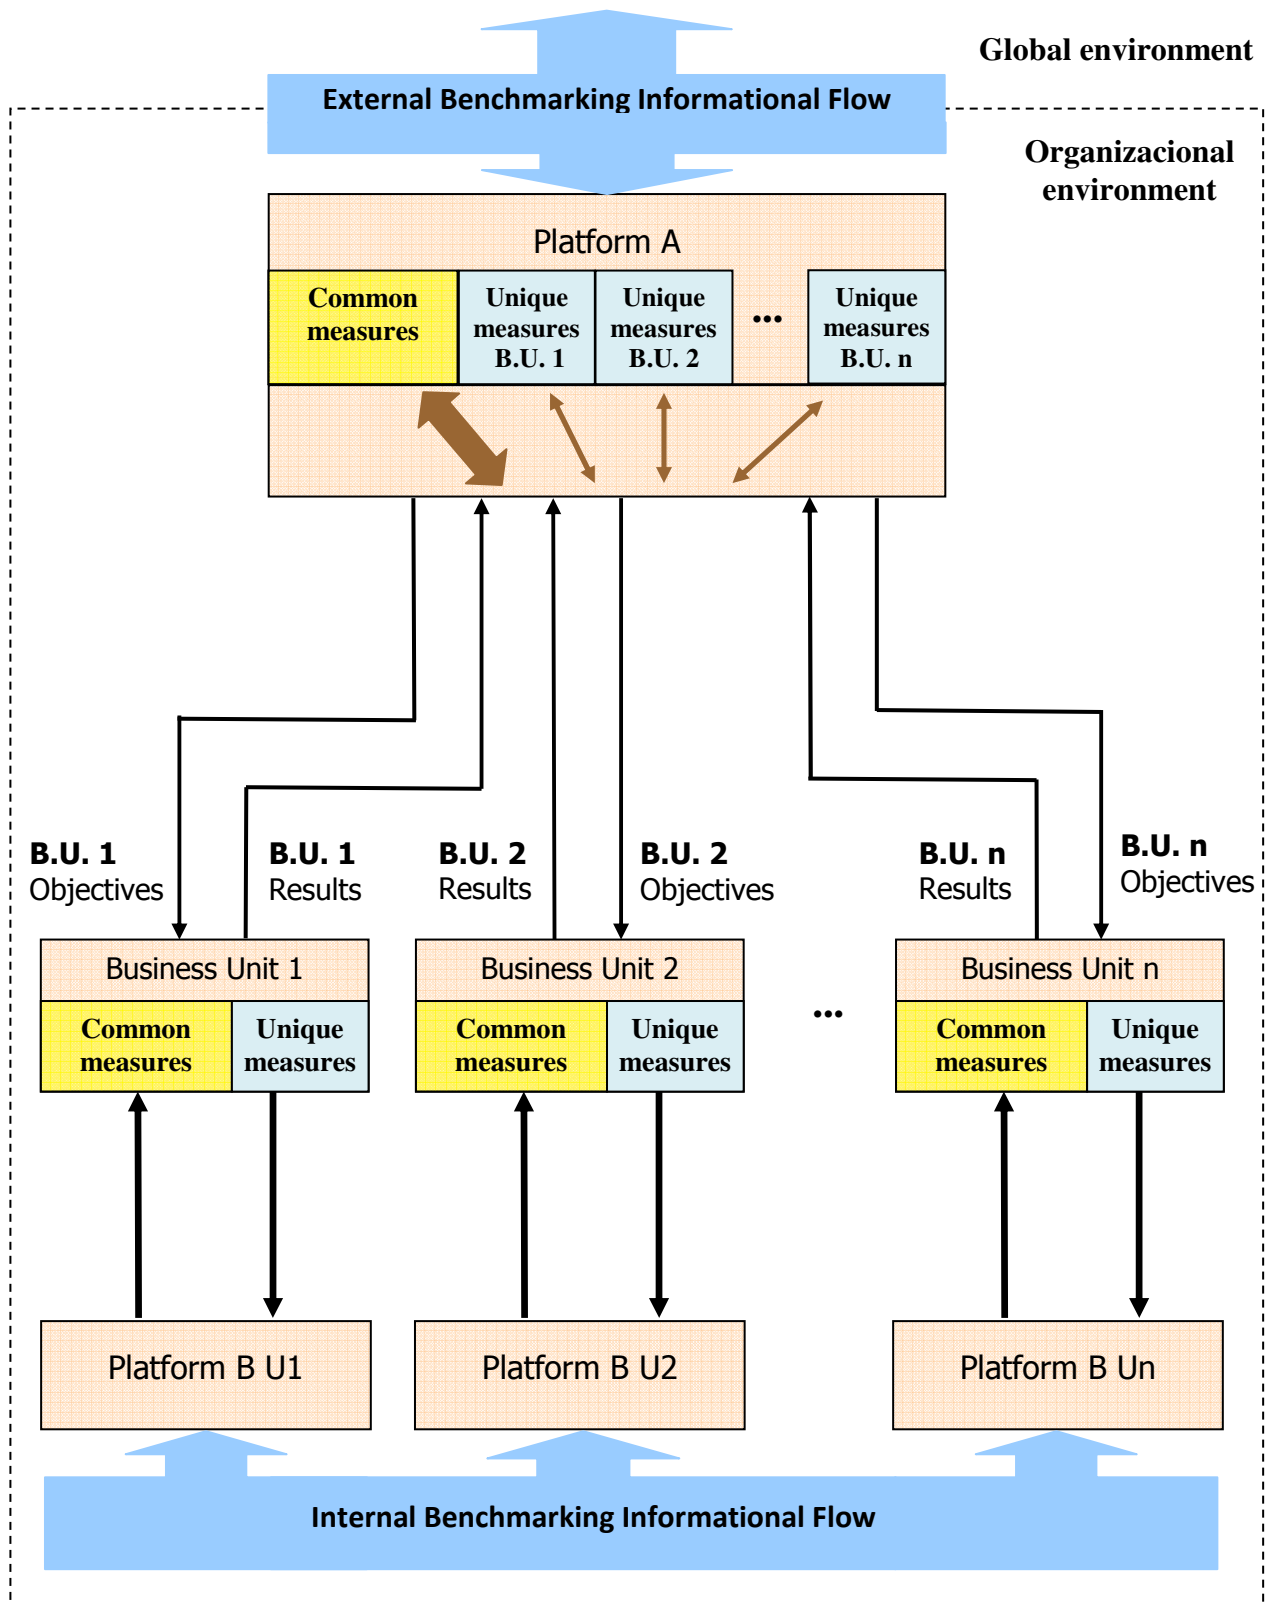 Global environment
External Benchmarking Informational Flow
Organizacional
environment
Platform A
Common
measures
Unique
measures
B.U. 1
Unique
measures
B.U. 2
...
Unique
measures
B.U. n
B.U. 1
Objectives
B.U. 1
Results
B.U. 2
Results
B.U. 2
Objectives
B.U. n
Results
B.U. n
Objectives
Business Unit 1
Common
measures
Unique
measures
Business Unit 2
Common
measures
Unique
measures
...
Business Unit n
Common
measures
Unique
measures
Platform B U1
Platform B U2
Platform B Un
Internal Benchmarking Informational Flow